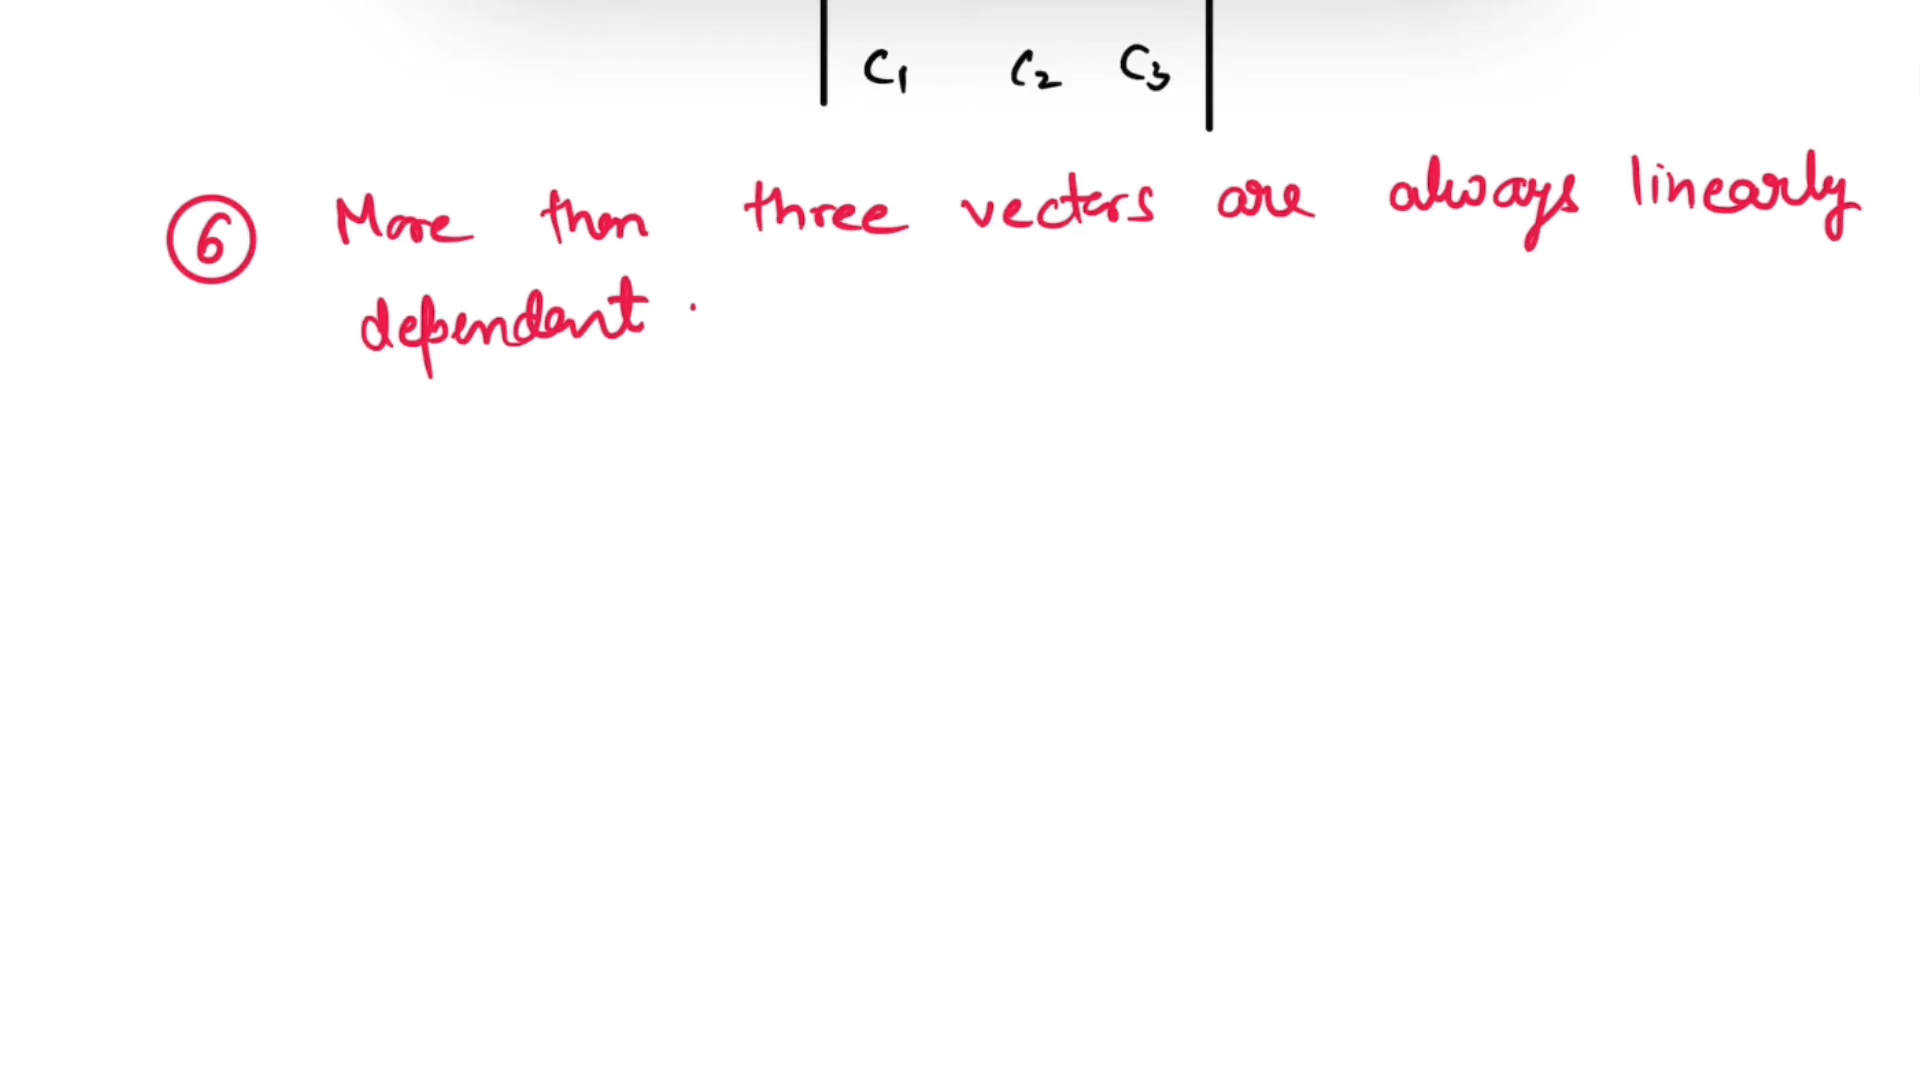 C1 C2 C3
6 More than three vectors are always linearly
dependent .